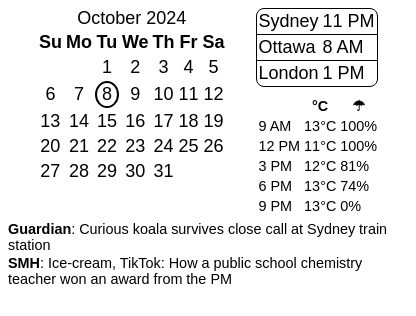 October 2024
Su Mo Tu We Th Fr Sa
1 2 3 4 5
6 7 8 9 10 11 12
13 14 15 16 17 18 19
20 21 22 23 24 25 26
27 28 29 30 31
Sydney 11 PM
Ottawa 8 AM
London 1 PM
°C ☂
9 AM 13°C 100%
12 PM 11°C 100%
3 PM 12°C 81%
6 PM 13°C 74%
9 PM 13°C 0%
Guardian: Curious koala survives close call at Sydney train
station
SMH: Ice-cream, TikTok: How a public school chemistry
teacher won an award from the PM